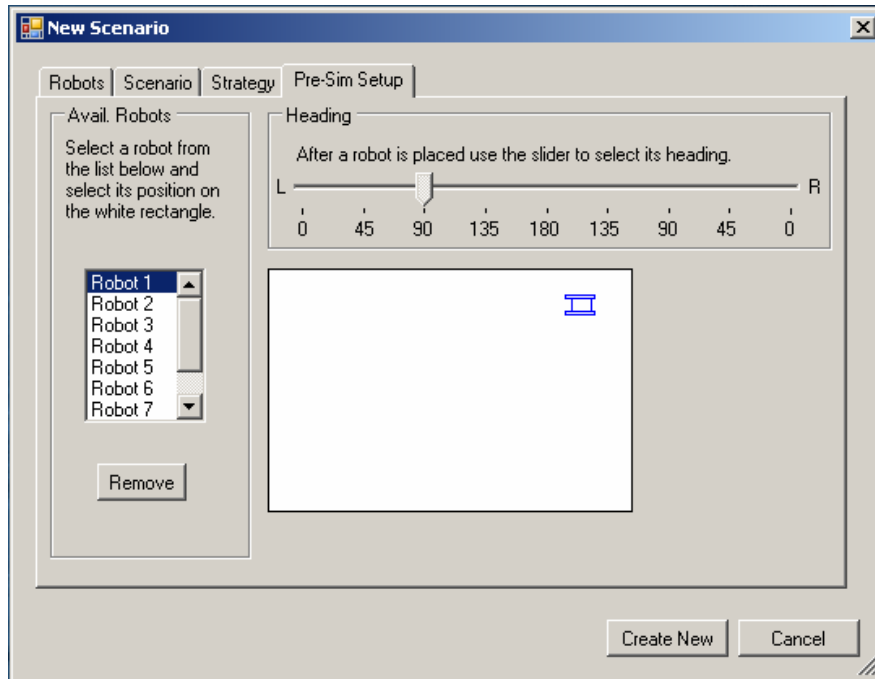 New Scenario
Robots Scenario Strategy Pre-Sim Setup
Avail. Robots
Select a robot from
the list below and
select its position on
the white rectangle.
Robot 1
Robot 2
Robot 3
Robot 4
Robot 5
Robot 6
Robot 7
Remove
Heading
After a robot is placed use the slider to select its heading.
L R
0 45 90 135 180 135 90 45 0
Create New Cancel